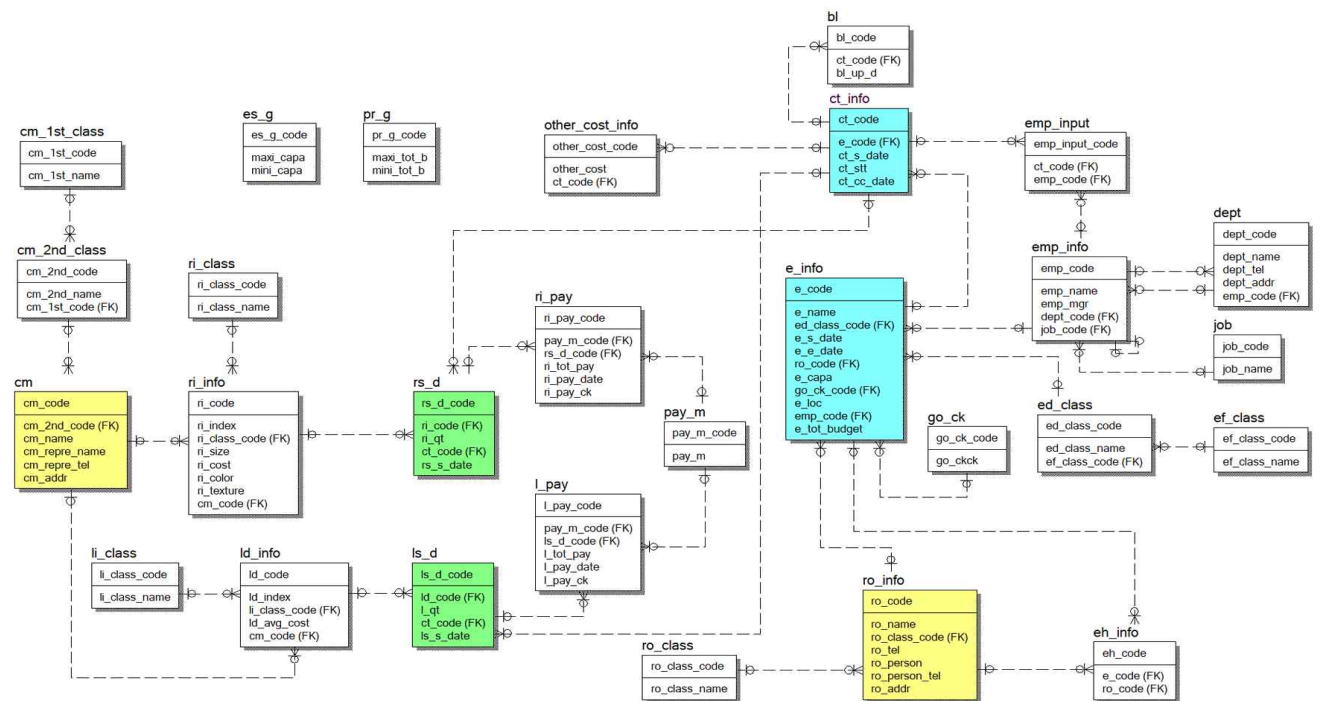 bl
bl_code
ct_code (FK)
bl_up_d
ct_info
ct_code
e_code (FK)
ct_s_date
ct_stt
ct_cc_date
es_g
es_g_code
maxi_capa
mini_capa
pr_g
pr_g_code
maxi_tot_b
mini_tot_b
other_cost_info
other_cost_code
other_cost
ct_code (FK)
emp_input
emp_input_code
ct_code (FK)
emp_code (FK)
cm_1st_class
cm_1st_code
cm_1st_name
dept
dept_code
dept_name
dept_tel
dept_addr
emp_code (FK)
cm_2nd_class
cm_2nd_code
cm_2nd_name
cm_1st_code (FK)
ri_class
ri_class_code
ri_class_name
emp_info
emp_code
emp_name
emp_mgr
dept_code (FK)
job_code (FK)
e_info
e_code
e_name
ed_class_code (FK)
e_s_date
e_e_date
ro_code (FK)
e_capa
go_ck_code (FK)
e_loc
emp_code (FK)
e_tot_budget
ri_pay
ri_pay_code
pay_m_code (FK)
rs_d_code (FK)
ri_tot_pay
ri_pay_date
ri_pay_ck
job
job_code
job_name
cm
cm_code
cm_2nd_code (FK)
cm_name
cm_repre_name
cm_repre_tel
cm_addr
ri_info
ri_code
ri_index
ri_class_code (FK)
ri_size
ri_cost
ri_color
ri_texture
cm_code (FK)
rs_d
rs_d_code
ri_code (FK)
ri_qt
ct_code (FK)
rs_s_date
pay_m
pay_m_code
pay_m
go_ck
go_ck_code
go_ckck
ed_class
ed_class_code
ed_class_name
ef_class_code (FK)
ef_class
ef_class_code
ef_class_name
l_pay
l_pay_code
pay_m_code (FK)
ls_d_code (FK)
l_tot_pay
l_pay_date
l_pay_ck
li_class
li_class_code
li_class_name
ld_info
ld_code
ld_index
li_class_code (FK)
ld_avg_cost
cm_code (FK)
ls_d
ls_d_code
ld_code (FK)
l_qt
ct_code (FK)
ls_s_date
ro_info
ro_code
ro_name
ro_class_code (FK)
ro_tel
ro_person
ro_person_tel
ro_addr
ro_class
ro_class_code
ro_class_name
eh_info
eh_code
e_code (FK)
ro_code (FK)